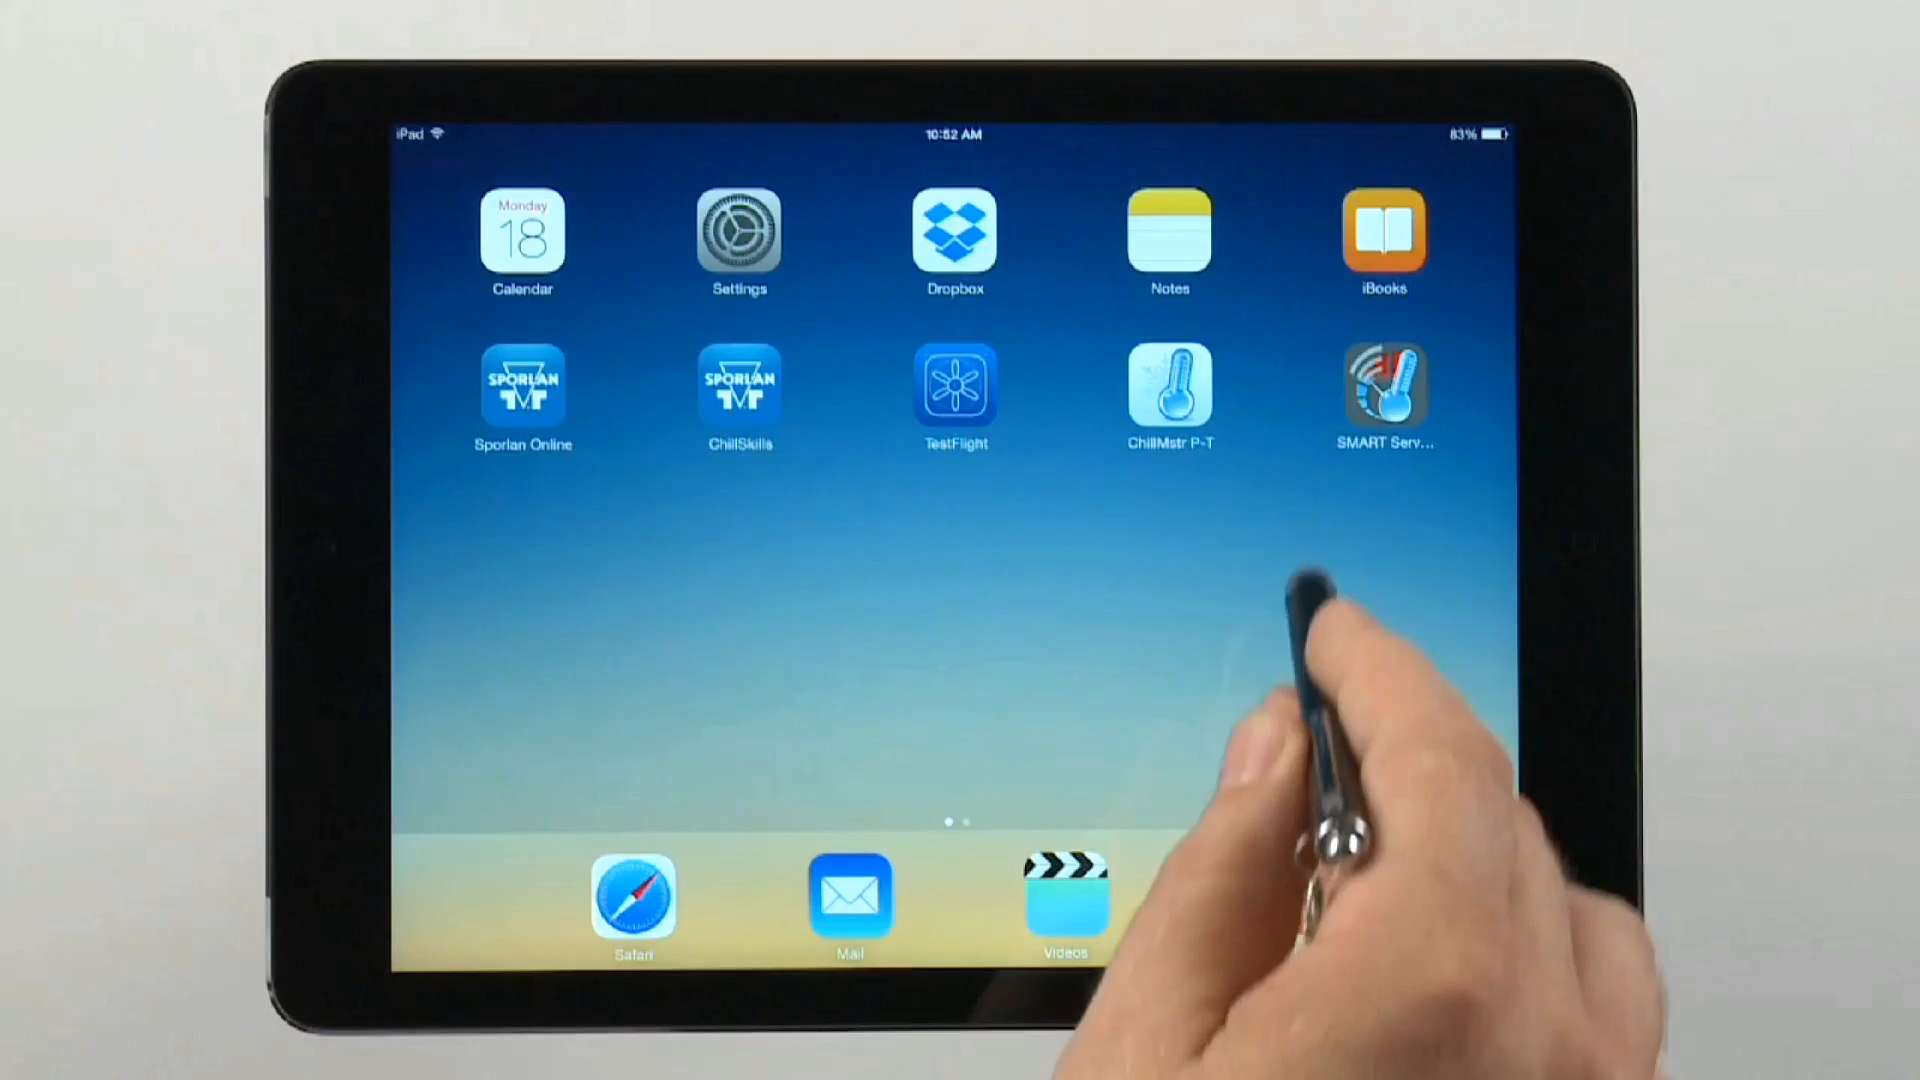 iPad
10:52 AM
83%
Monday
18
Calendar
Settings
Dropbox
Notes
iBooks
SPORLAN
SPORLAN
Sporlan Online
ChillSkills
TestFlight
ChillMstr P-T
SMART Serv...
Safari
Mail
Videos